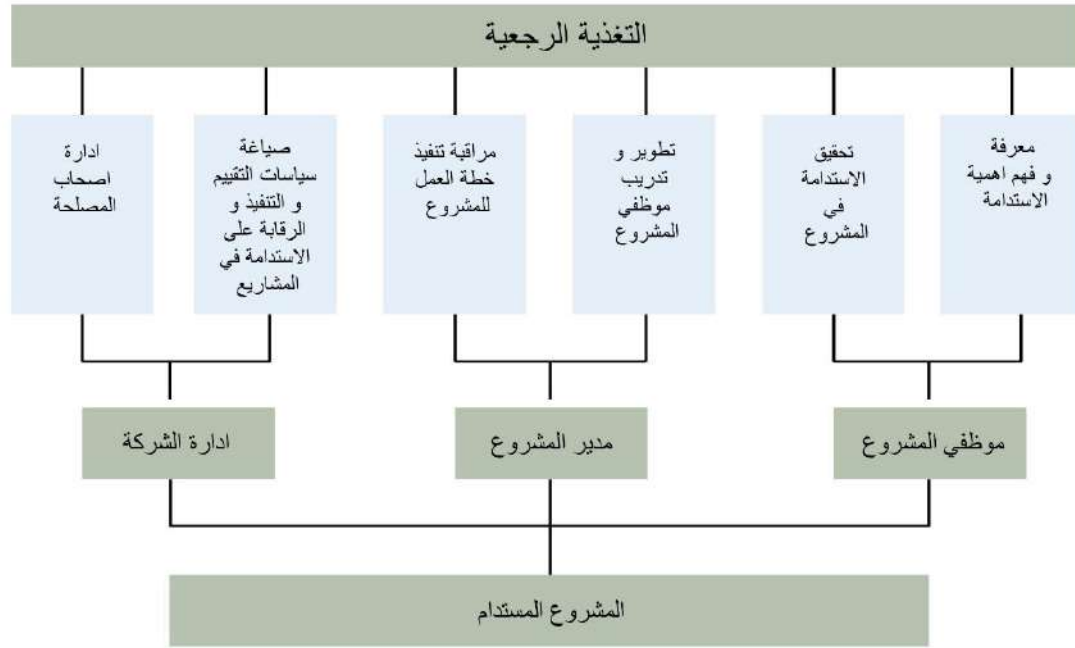 التغذية الرجعية
معرفة
و فهم اهمية
الاستدامة
تحقيق
الاستدامة
في
المشروع
تطوير و
تدريب
موظفي
المشروع
مراقبة تنفيذ
خطة العمل
للمشروع
صياغة
سياسات التقييم
و التنفيذ و
الرقابة على
الاستدامة في
المشاريع
ادارة
اصحاب
المصلحة
موظفي المشروع
مدير المشروع
ادارة الشركة
المشروع المستدام